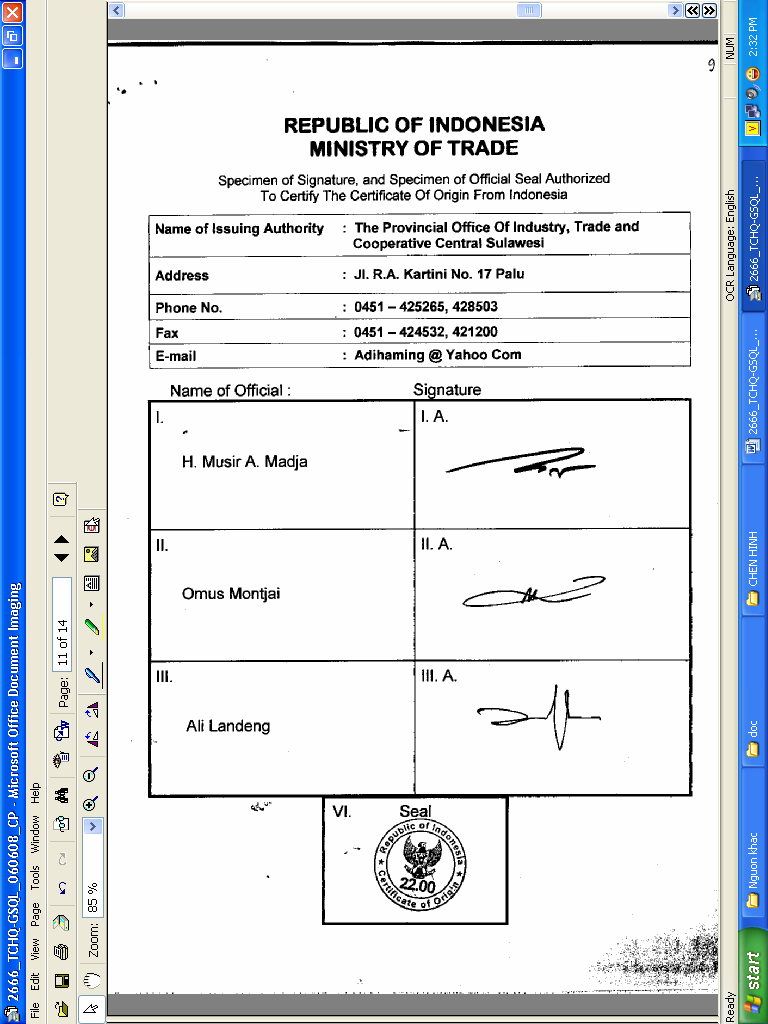 2666_TCHQ-GSQL_060608_CP - Microsoft Office Document Imaging
File Edit View Page Tools Window Help
Page: 11 of 14
Zoom: 85 %
9
REPUBLIC OF INDONESIA
MINISTRY OF TRADE
Specimen of Signature, and Specimen of Official Seal Authorized
To Certify The Certificate Of Origin From Indonesia
Name of Issuing Authority : The Provincial Office Of Industry, Trade and
Cooperative Central Sulawesi
Address : Jl. R.A. Kartini No. 17 Palu
Phone No. : 0451 – 425265, 428503
Fax : 0451 – 424532, 421200
E-mail : Adihaming @ Yahoo Com
Name of Official : Signature
I. I. A.
H. Musir A. Madja
II. II. A.
Omus Montjai
III. III. A.
Ali Landeng
VI. Seal
Republic of Indonesia
22.00
Certificate of Origin
Ready OCR Language: English NUM
start Nguon khac doc CHEN HINH 2666_TCHQ-GSQL_... 2666_TCHQ-GSQL_... 2:32 PM